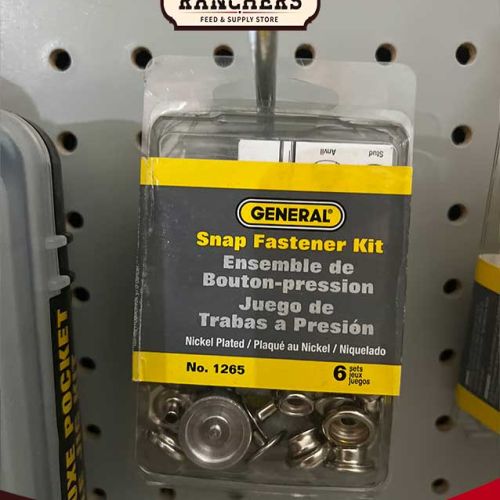 RANCHERS
FEED & SUPPLY STORE
Anvil
Stud
GENERAL®
Snap Fastener Kit
Ensemble de
Bouton-pression
Juego de
Trabas a Presión
Nickel Plated / Plaqué au Nickel / Niquelado
No. 1265
6 sets
jeux
juegos
POCKET